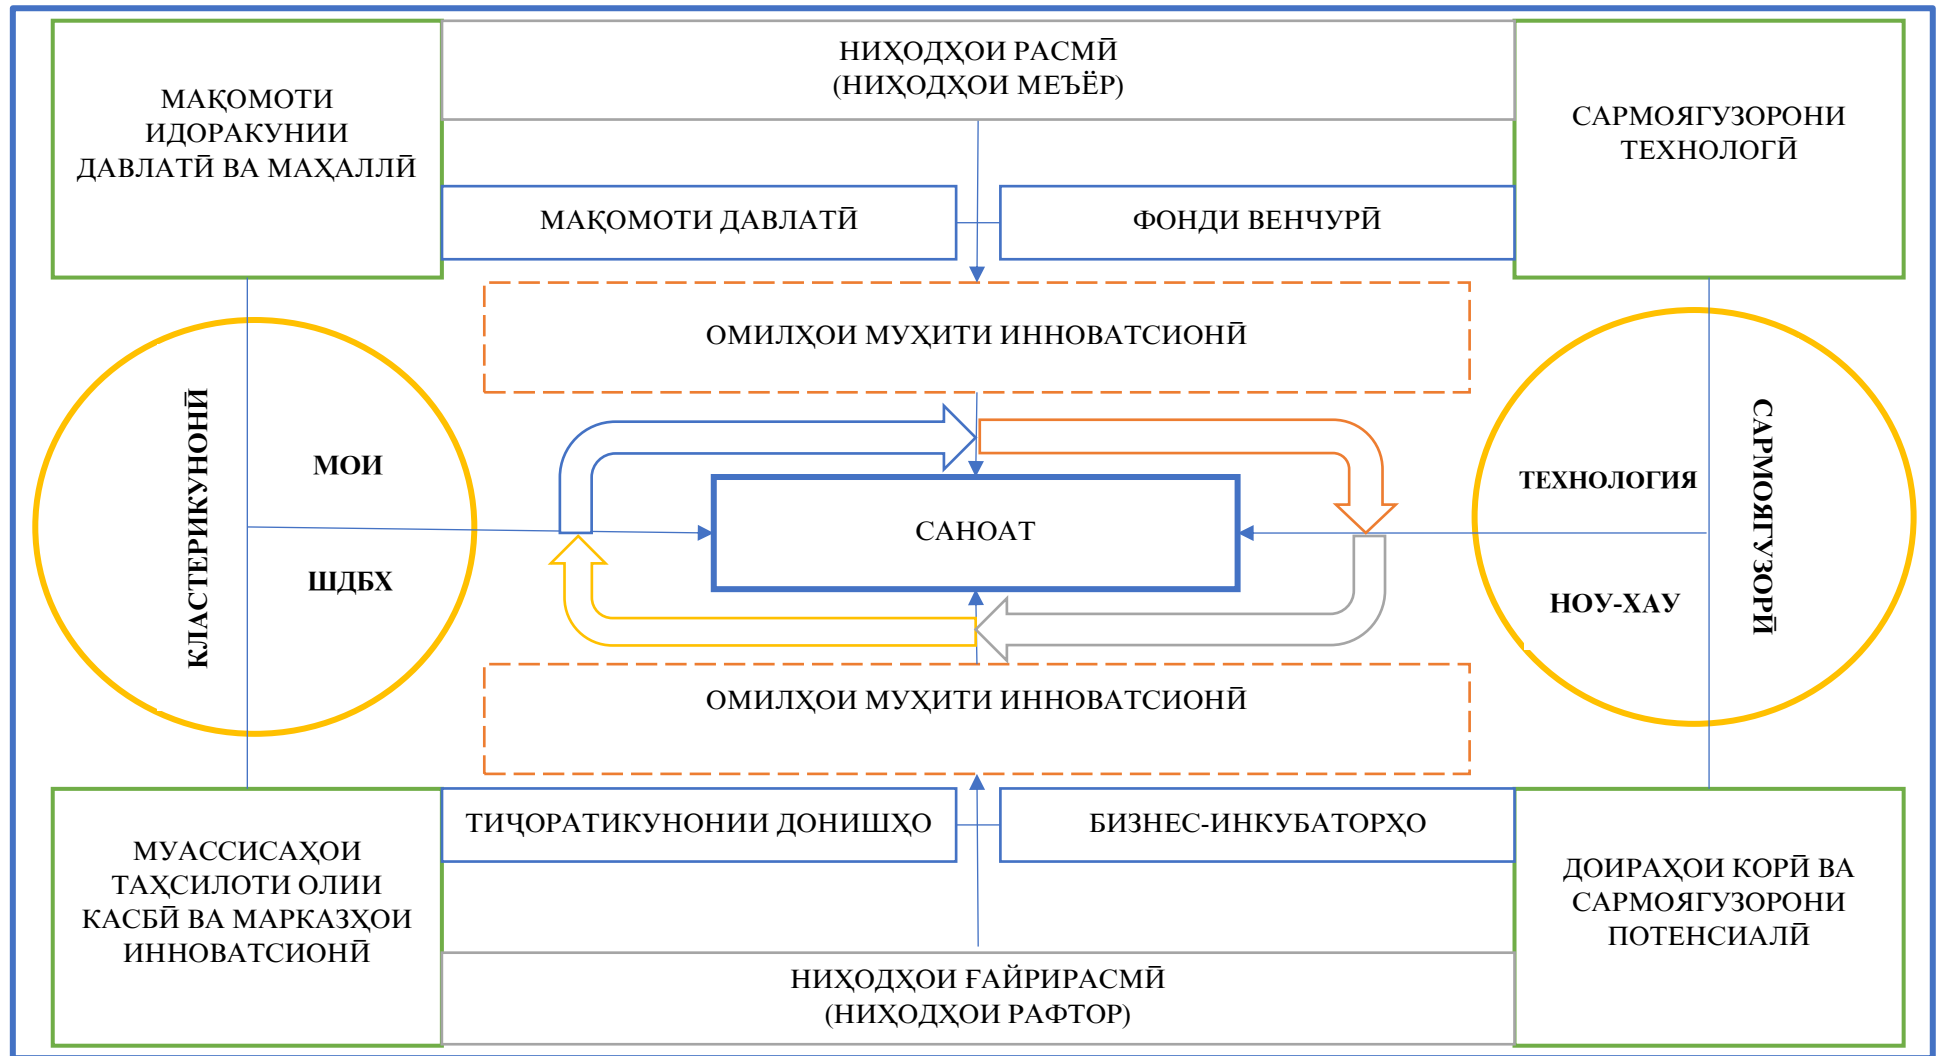 НИҲОДҲОИ РАСМӢ
(НИҲОДҲОИ МЕЪЁР)
МАҚОМОТИ
ИДОРАКУНИИ
ДАВЛАТӢ ВА МАҲАЛЛӢ
САРМОЯГУЗОРОНИ
ТЕХНОЛОГӢ
МАҚОМОТИ ДАВЛАТӢ
ФОНДИ ВЕНЧУРӢ
ОМИЛҲОИ МУҲИТИ ИННОВАТСИОНӢ
КЛАСТЕРИКУНОНӢ
МОИ
ШДБХ
САНОАТ
ТЕХНОЛОГИЯ
НОУ-ХАУ
САРМОЯГУЗОРӢ
ОМИЛҲОИ МУҲИТИ ИННОВАТСИОНӢ
ТИҶОРАТИКУНОНИИ ДОНИШҲО
БИЗНЕС-ИНКУБАТОРҲО
МУАССИСАҲОИ
ТАҲСИЛОТИ ОЛИИ
КАСБӢ ВА МАРКАЗҲОИ
ИННОВАТСИОНӢ
ДОИРАҲОИ КОРӢ ВА
САРМОЯГУЗОРОНИ
ПОТЕНСИАЛӢ
НИҲОДҲОИ ҒАЙРИРАСМӢ
(НИҲОДҲОИ РАФТОР)